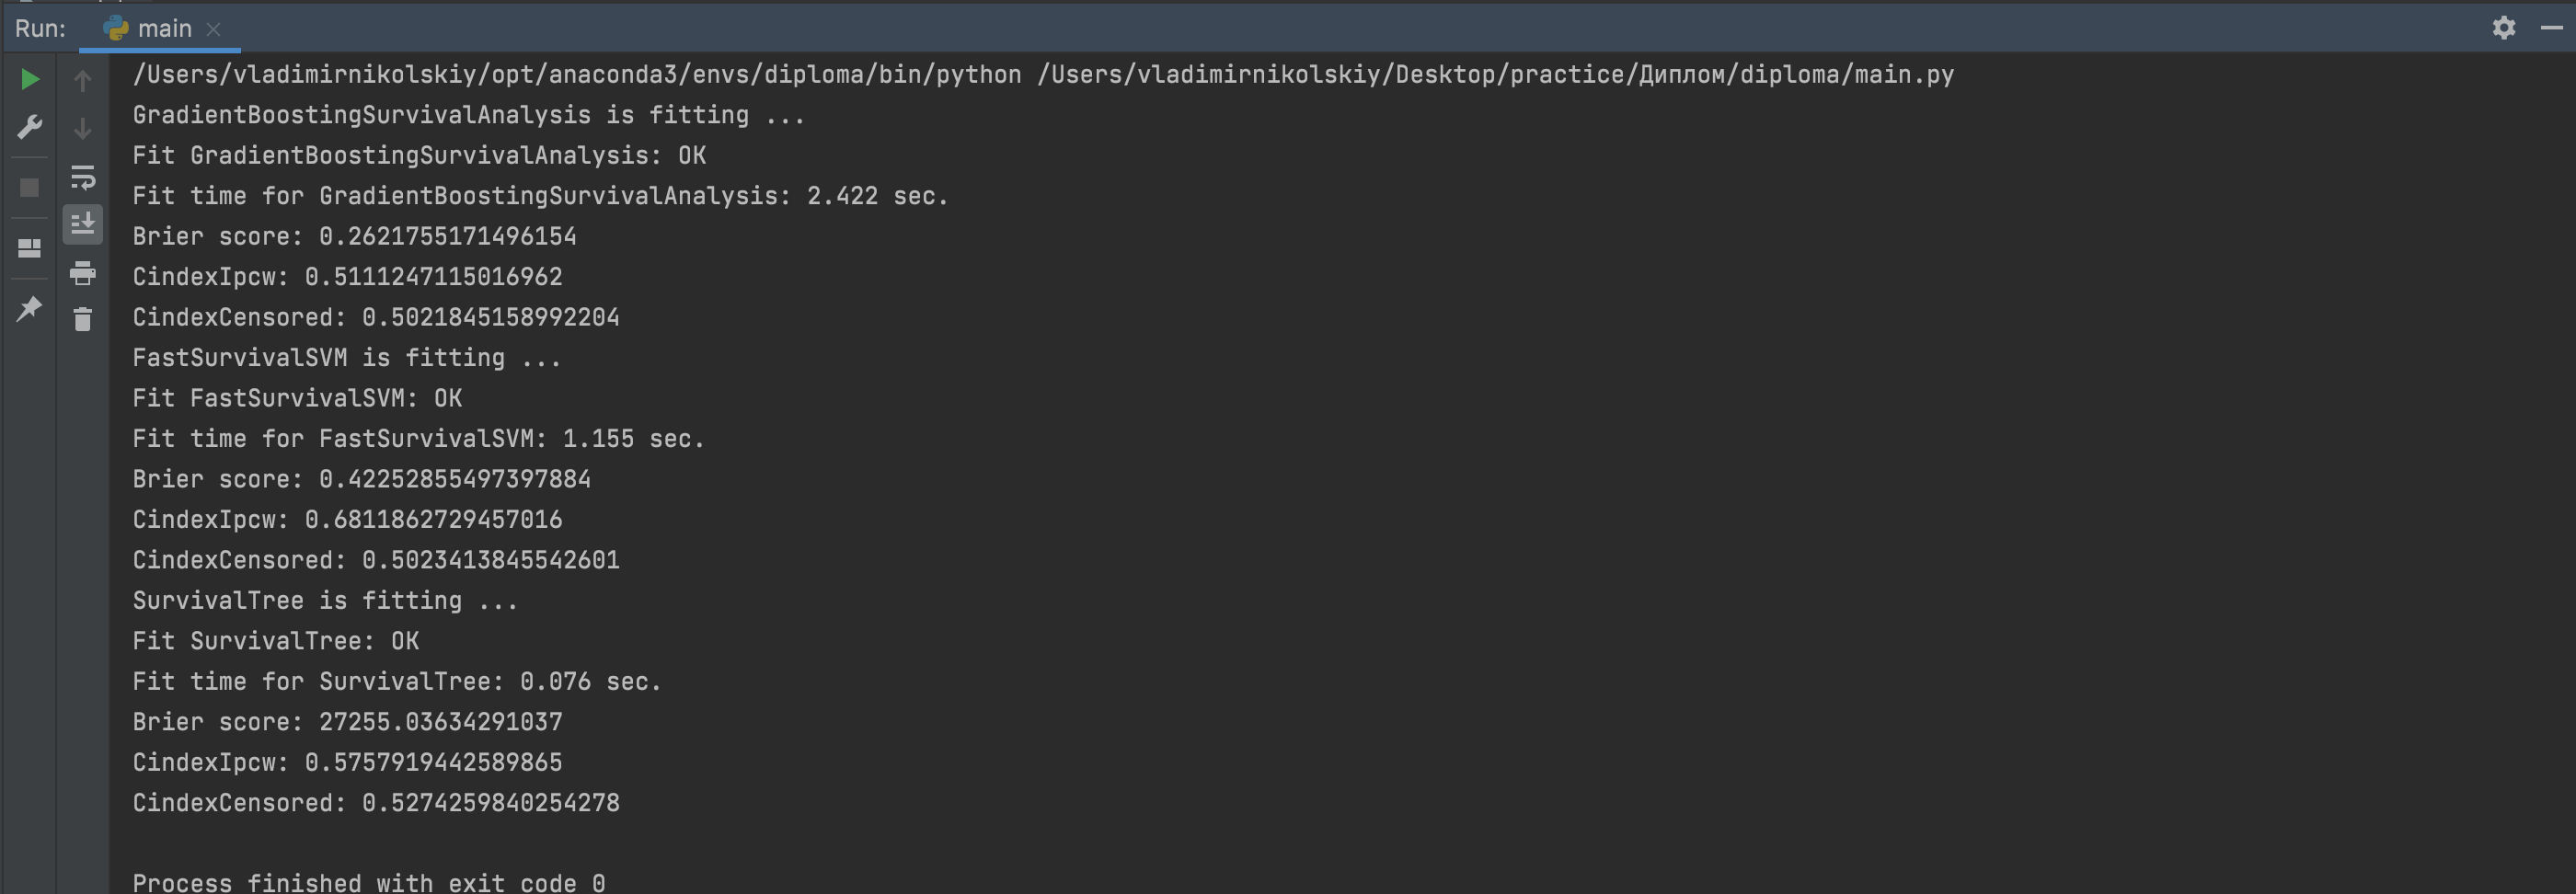 Run: main
/Users/vladimirnikolskiy/opt/anaconda3/envs/diploma/bin/python /Users/vladimirnikolskiy/Desktop/practice/Диплом/diploma/main.py
GradientBoostingSurvivalAnalysis is fitting ...
Fit GradientBoostingSurvivalAnalysis: OK
Fit time for GradientBoostingSurvivalAnalysis: 2.422 sec.
Brier score: 0.2621755171496154
CindexIpcw: 0.5111247115016962
CindexCensored: 0.5021845158992204
FastSurvivalSVM is fitting ...
Fit FastSurvivalSVM: OK
Fit time for FastSurvivalSVM: 1.155 sec.
Brier score: 0.42252855497397884
CindexIpcw: 0.6811862729457016
CindexCensored: 0.5023413845542601
SurvivalTree is fitting ...
Fit SurvivalTree: OK
Fit time for SurvivalTree: 0.076 sec.
Brier score: 27255.03634291037
CindexIpcw: 0.5757919442589865
CindexCensored: 0.5274259840254278
Process finished with exit code 0